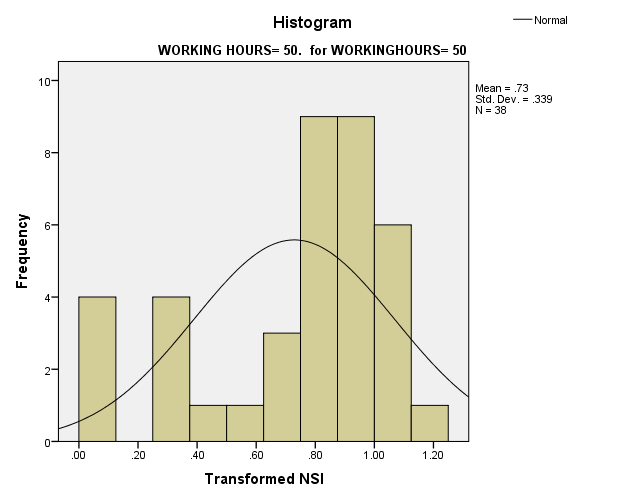 Histogram
Normal
WORKING HOURS= 50. for WORKINGHOURS= 50
Mean = .73
Std. Dev. = .339
N = 38
Frequency
10
8
6
4
2
0
.00 .20 .40 .60 .80 1.00 1.20
Transformed NSI